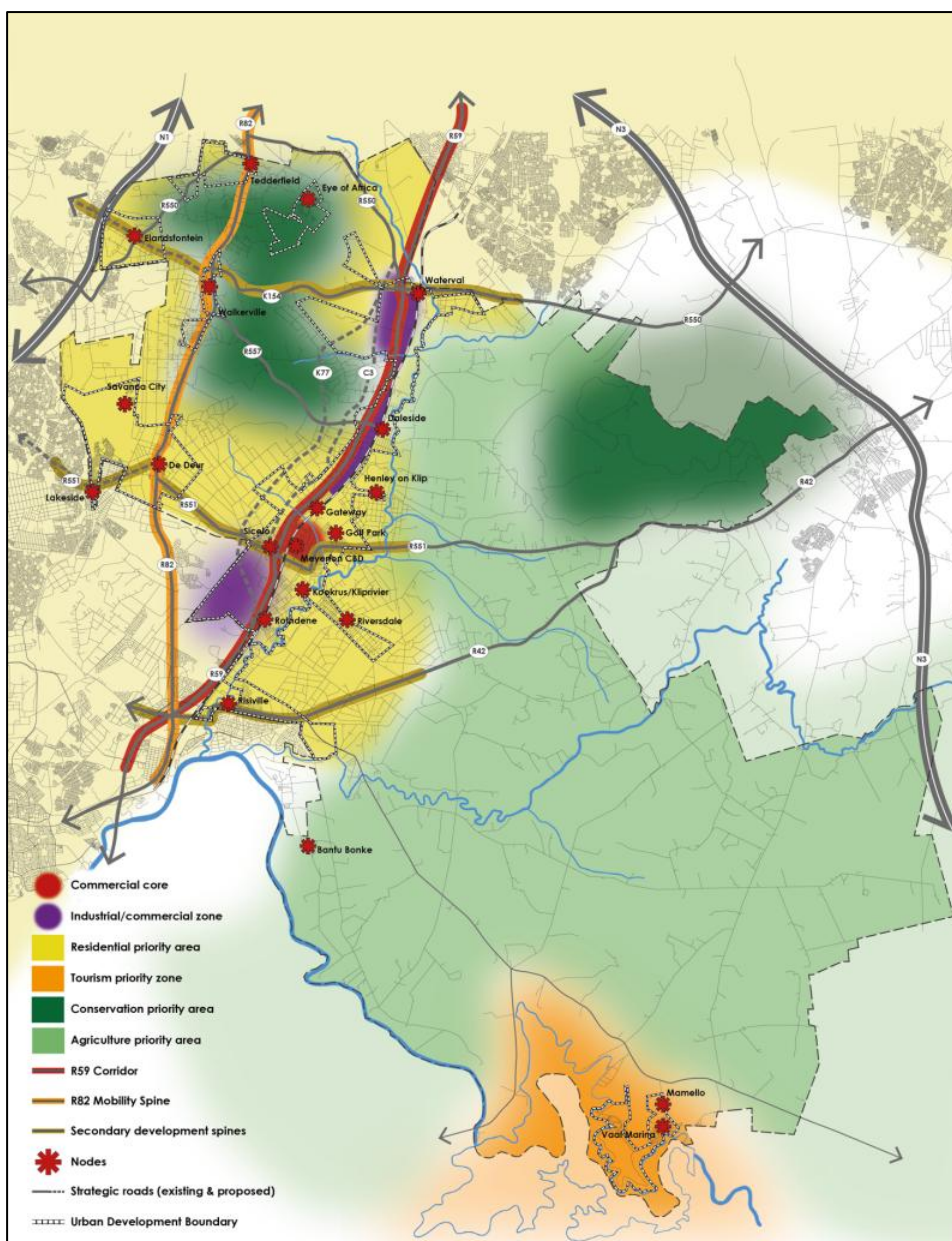 R82
R59
N1
N3
Tedderfield
R550
Eye of Africa
R550
Elandsfontein
Waterval
Walkerville
K154
R550
R557
K77
C3
Savanna City
Daleside
R42
De Deur
R551
Lakeside
Henley on Klip
R551
Gateway
Golf Park
Sicelo
Meyerton CBD
R551
R82
Kookrus/Kliprivier
Rothdene
Riversdale
R42
R59
N3
Risiville
Bantu Bonke
Mamello
Vaal Marina
Commercial core
Industrial/commercial zone
Residential priority area
Tourism priority zone
Conservation priority area
Agriculture priority area
R59 Corridor
R82 Mobility Spine
Secondary development spines
Nodes
Strategic roads (existing & proposed)
Urban Development Boundary